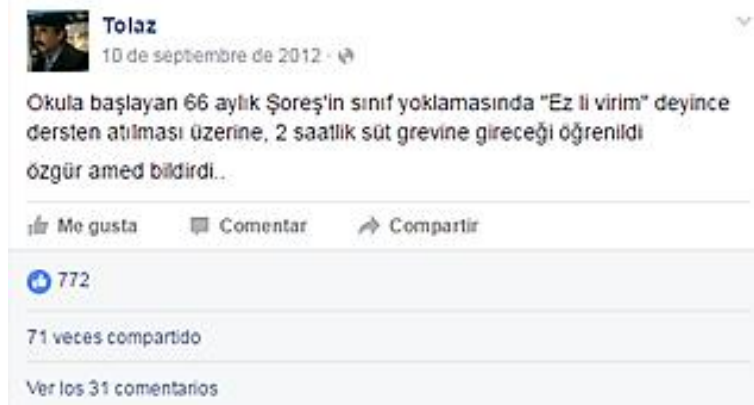 Tolaz
10 de septiembre de 2012 ·
Okula başlayan 66 aylık Şoreş'in sınıf yoklamasında "Ez li virim" deyince
dersten atılması üzerine, 2 saatlik süt grevine gireceği öğrenildi
özgür amed bildirdi..
Me gusta Comentar Compartir
772
71 veces compartido
Ver los 31 comentarios